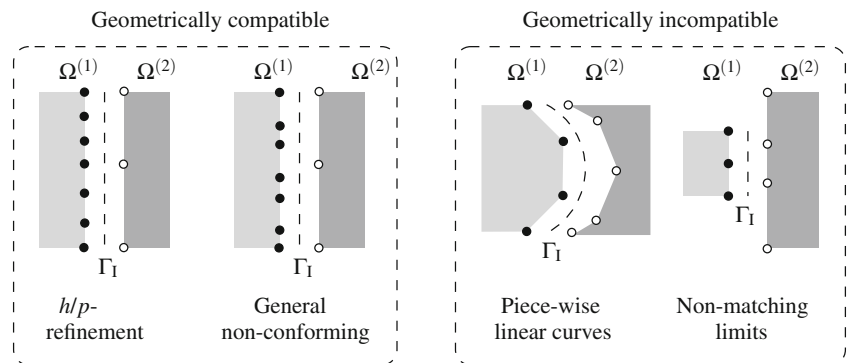 Geometrically compatible
Geometrically incompatible
Ω(1) Ω(2) Ω(1) Ω(2)
Ω(1) Ω(2) Ω(1) Ω(2)
ΓI ΓI
ΓI ΓI
h/p-
refinement
General
non-conforming
Piece-wise
linear curves
Non-matching
limits